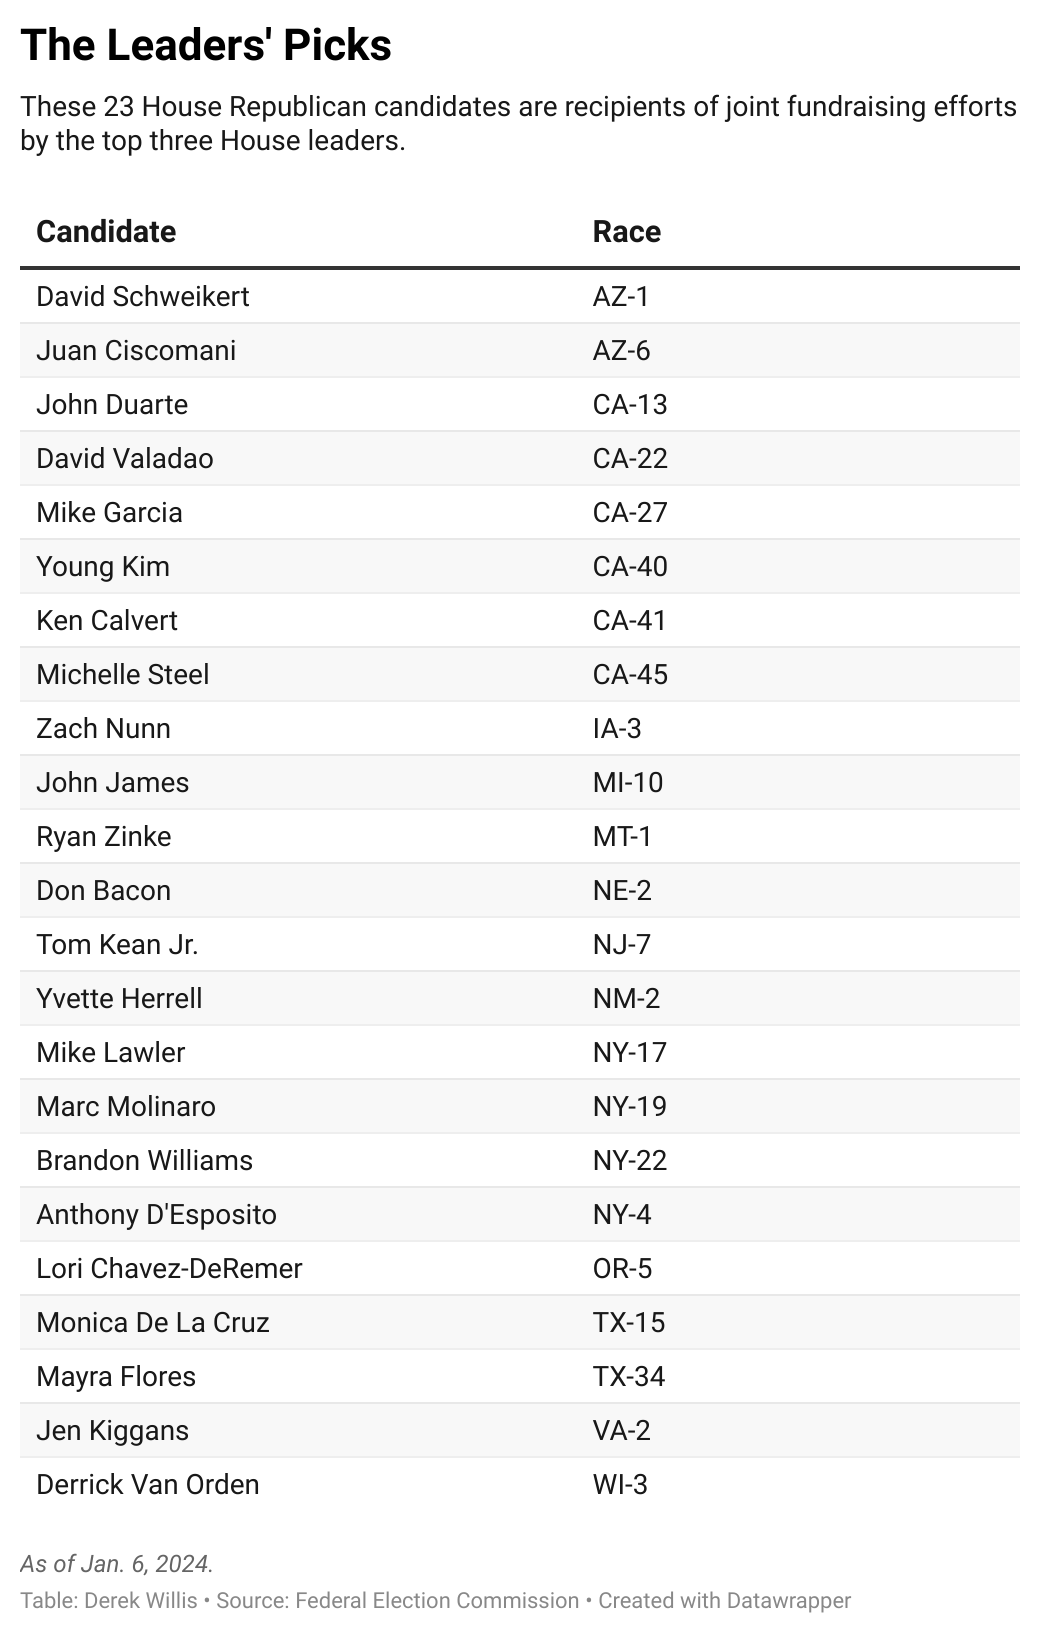 The Leaders' Picks
These 23 House Republican candidates are recipients of joint fundraising efforts
by the top three House leaders.
Candidate Race
David Schweikert AZ-1
Juan Ciscomani AZ-6
John Duarte CA-13
David Valadao CA-22
Mike Garcia CA-27
Young Kim CA-40
Ken Calvert CA-41
Michelle Steel CA-45
Zach Nunn IA-3
John James MI-10
Ryan Zinke MT-1
Don Bacon NE-2
Tom Kean Jr. NJ-7
Yvette Herrell NM-2
Mike Lawler NY-17
Marc Molinaro NY-19
Brandon Williams NY-22
Anthony D'Esposito NY-4
Lori Chavez-DeRemer OR-5
Monica De La Cruz TX-15
Mayra Flores TX-34
Jen Kiggans VA-2
Derrick Van Orden WI-3
As of Jan. 6, 2024.
Table: Derek Willis • Source: Federal Election Commission • Created with Datawrapper